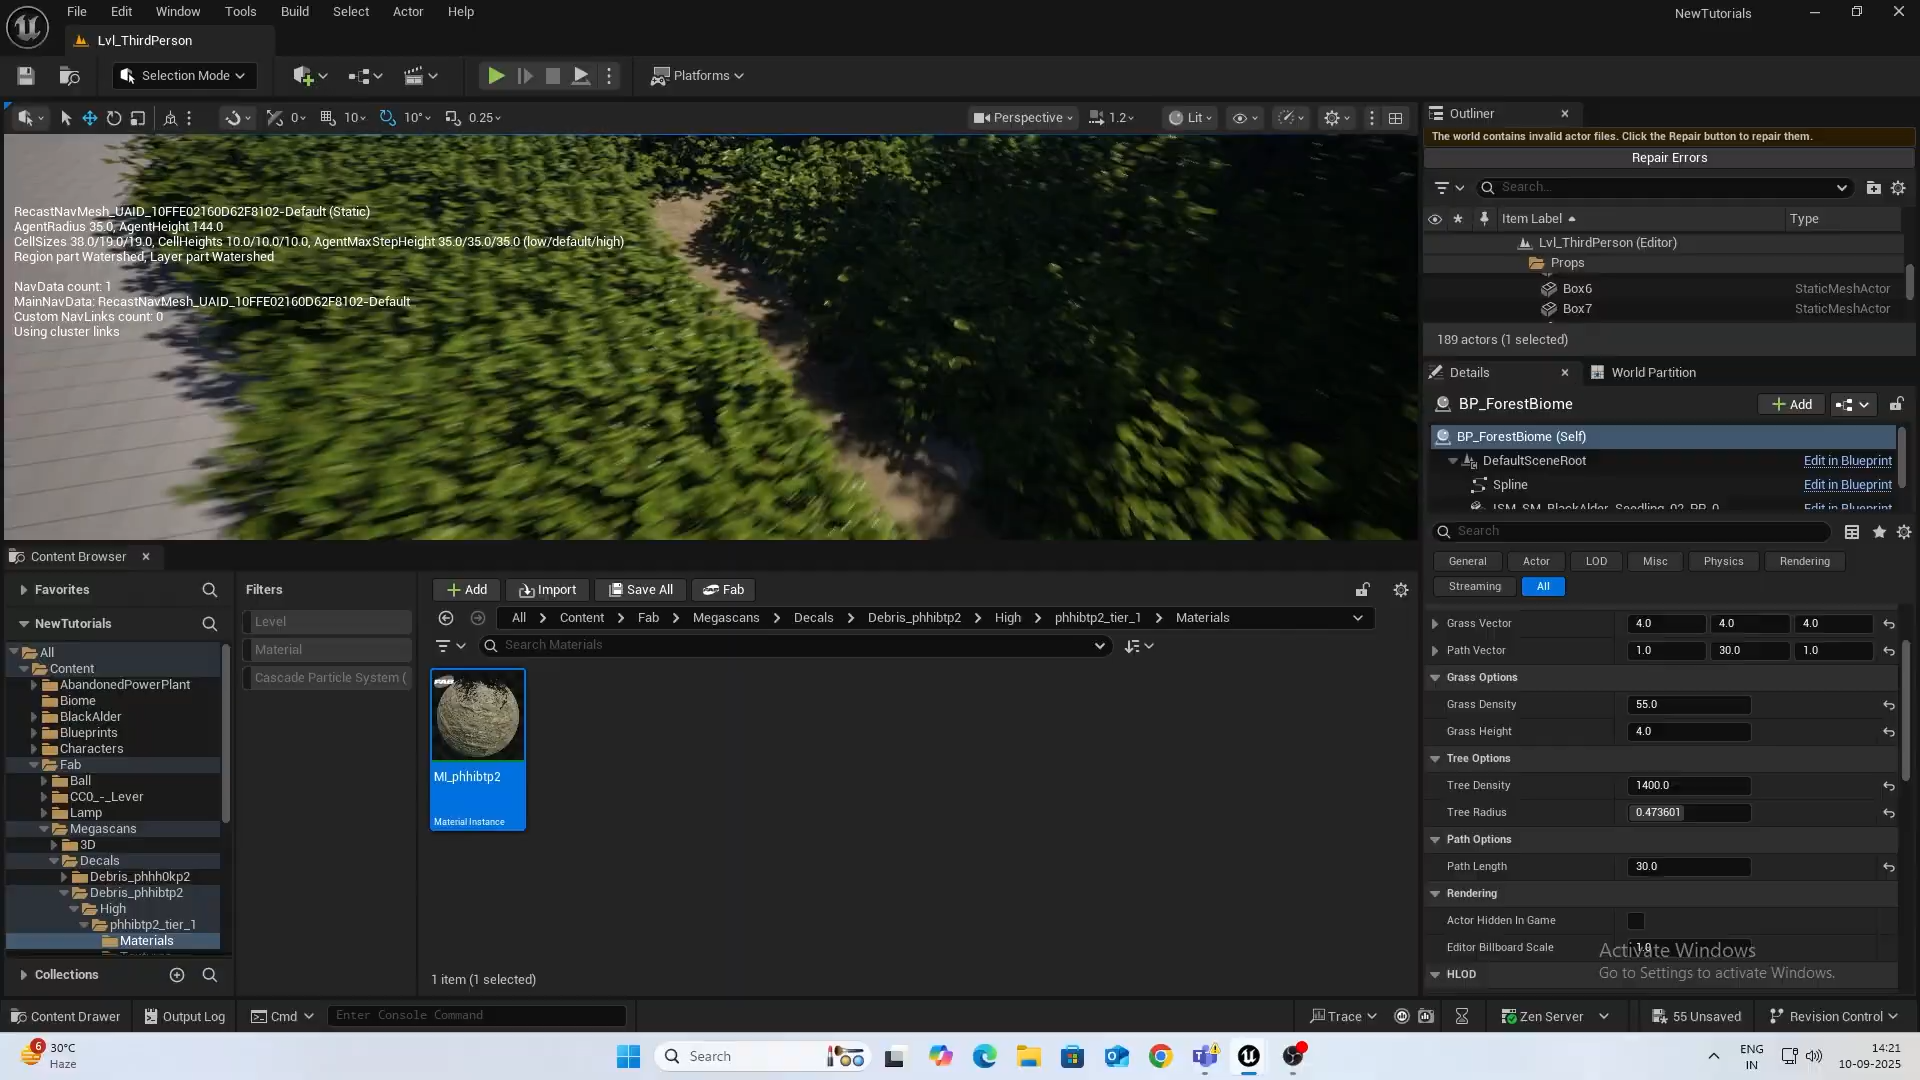 File Edit Window Tools Build Select Actor Help
NewTutorials
Lvl_ThirdPerson
Selection Mode
Platforms
0
10
10°
0.25
Perspective
1.2
Lit
RecastNavMesh_UAID_10FFE02160D62F8102-Default (Static)
AgentRadius 35.0, AgentHeight 144.0
CellSizes 38.0/19.0/19.0, CellHeights 10.0/10.0/10.0, AgentMaxStepHeight 35.0/35.0/35.0 (low/default/high)
Region part Watershed, Layer part Watershed
NavData count: 1
MainNavData: RecastNavMesh_UAID_10FFE02160D62F8102-Default
Custom NavLinks count: 0
Using cluster links
Outliner
The world contains invalid actor files. Click the Repair button to repair them.
Repair Errors
Search...
Item Label
Type
Lvl_ThirdPerson (Editor)
Props
Box6 StaticMeshActor
Box7 StaticMeshActor
189 actors (1 selected)
Details
World Partition
BP_ForestBiome
Add
BP_ForestBiome (Self)
DefaultSceneRoot Edit in Blueprint
Spline Edit in Blueprint
ISM_SM_BlackAlder_Seedling_02_PP_0 Edit in Blueprint
Search
General Actor LOD Misc Physics Rendering
Streaming All
Grass Vector 4.0 4.0 4.0
Path Vector 1.0 30.0 1.0
Grass Options
Grass Density 55.0
Grass Height 4.0
Tree Options
Tree Density 1400.0
Tree Radius 0.473601
Path Options
Path Length 30.0
Rendering
Actor Hidden In Game
Editor Billboard Scale 1.0
HLOD
Activate Windows
Go to Settings to activate Windows.
Content Browser
Favorites
NewTutorials
All
Content
AbandonedPowerPlant
Biome
BlackAlder
Blueprints
Characters
Fab
Ball
CC0_-_Lever
Lamp
Megascans
3D
Decals
Debris_phhh0kp2
Debris_phhibtp2
High
phhibtp2_tier_1
Materials
Collections
Filters
Level
Material
Cascade Particle System (
Add
Import
Save All
Fab
All Content Fab Megascans Decals Debris_phhibtp2 High phhibtp2_tier_1 Materials
Search Materials
FAB
MI_phhibtp2
Material Instance
1 item (1 selected)
Content Drawer
Output Log
Cmd
Enter Console Command
Trace
Zen Server
55 Unsaved
Revision Control
6
30°C
Haze
Search
ENG
IN
14:21
10-09-2025